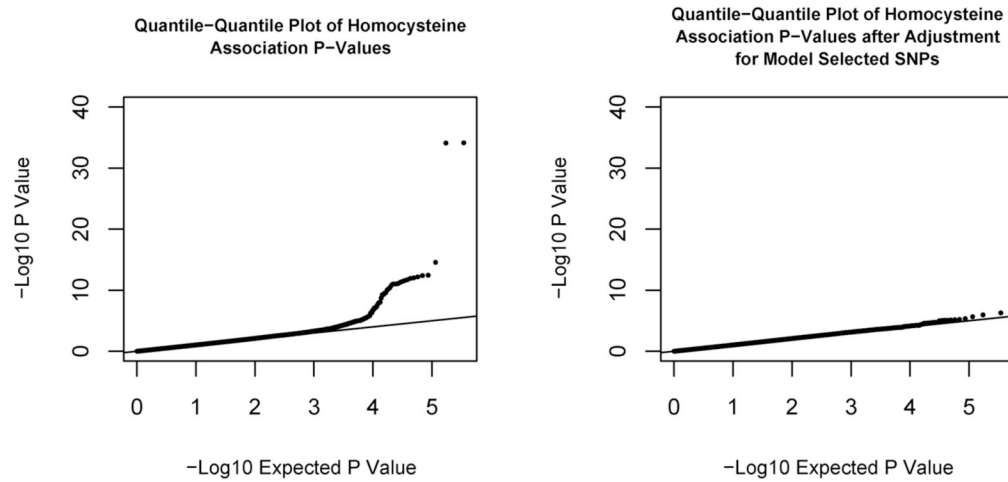 Quantile−Quantile Plot of Homocysteine
Association P−Values
40
30
20
10
0
−Log10 P Value
0 1 2 3 4 5
−Log10 Expected P Value
Quantile−Quantile Plot of Homocysteine
Association P−Values after Adjustment
for Model Selected SNPs
40
30
20
10
0
−Log10 P Value
0 1 2 3 4 5
−Log10 Expected P Value